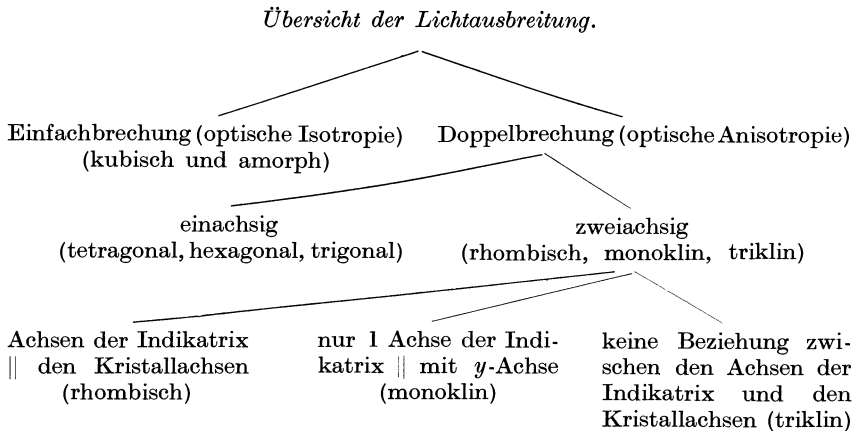 Übersicht der Lichtausbreitung.
Einfachbrechung (optische Isotropie)
(kubisch und amorph)
Doppelbrechung (optische Anisotropie)
einachsig
(tetragonal, hexagonal, trigonal)
zweiachsig
(rhombisch, monoklin, triklin)
Achsen der Indikatrix
|| den Kristallachsen
(rhombisch)
nur 1 Achse der Indi-
katrix || mit y-Achse
(monoklin)
keine Beziehung zwi-
schen den Achsen der
Indikatrix und den
Kristallachsen (triklin)